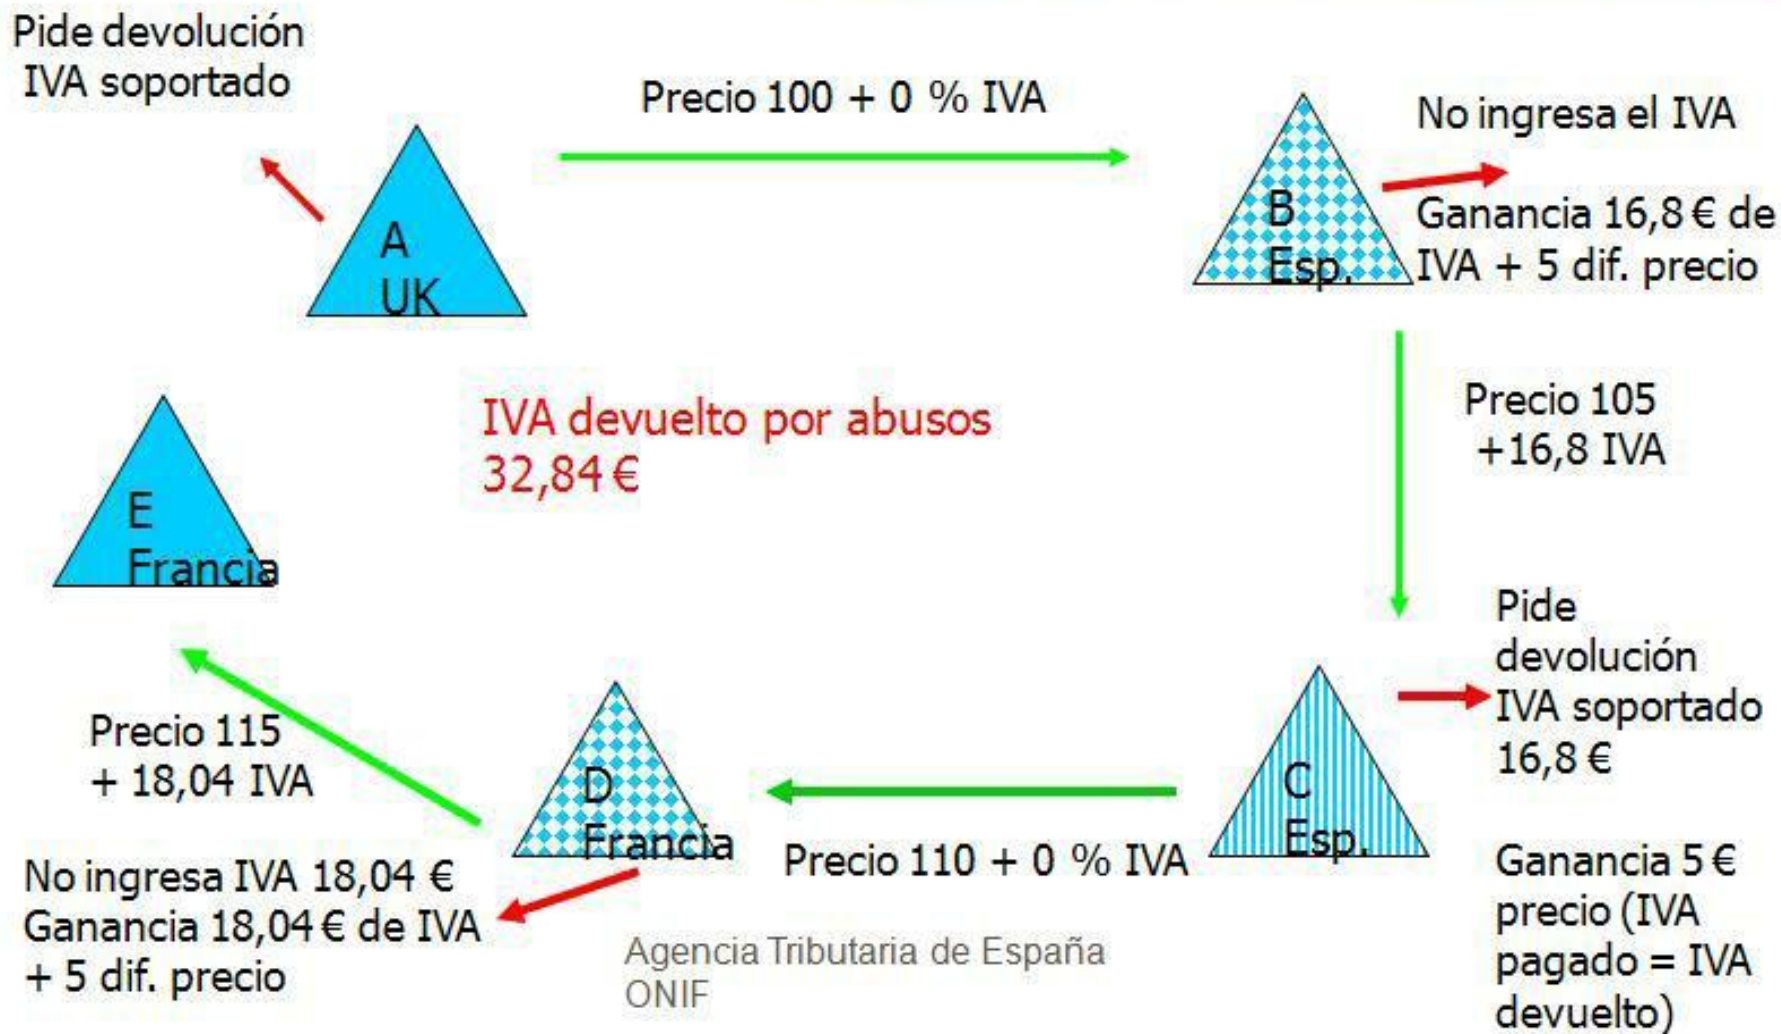 Pide devolución
IVA soportado
Precio 100 + 0 % IVA
No ingresa el IVA
Ganancia 16,8 € de
IVA + 5 dif. precio
A
UK
B
Esp.
Precio 105
+16,8 IVA
IVA devuelto por abusos
32,84 €
E
Francia
Pide
devolución
IVA soportado
16,8 €
Precio 115
+ 18,04 IVA
D
Francia
C
Esp.
Precio 110 + 0 % IVA
No ingresa IVA 18,04 €
Ganancia 18,04 € de IVA
+ 5 dif. precio
Ganancia 5 €
precio (IVA
pagado = IVA
devuelto)
Agencia Tributaria de España
ONIF